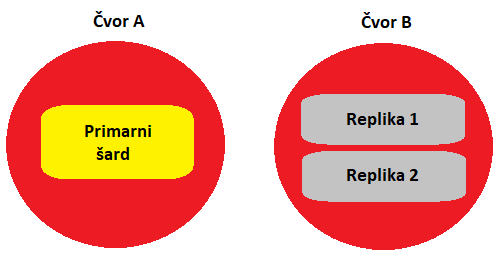 Čvor A
Čvor B
Primarni
šard
Replika 1
Replika 2